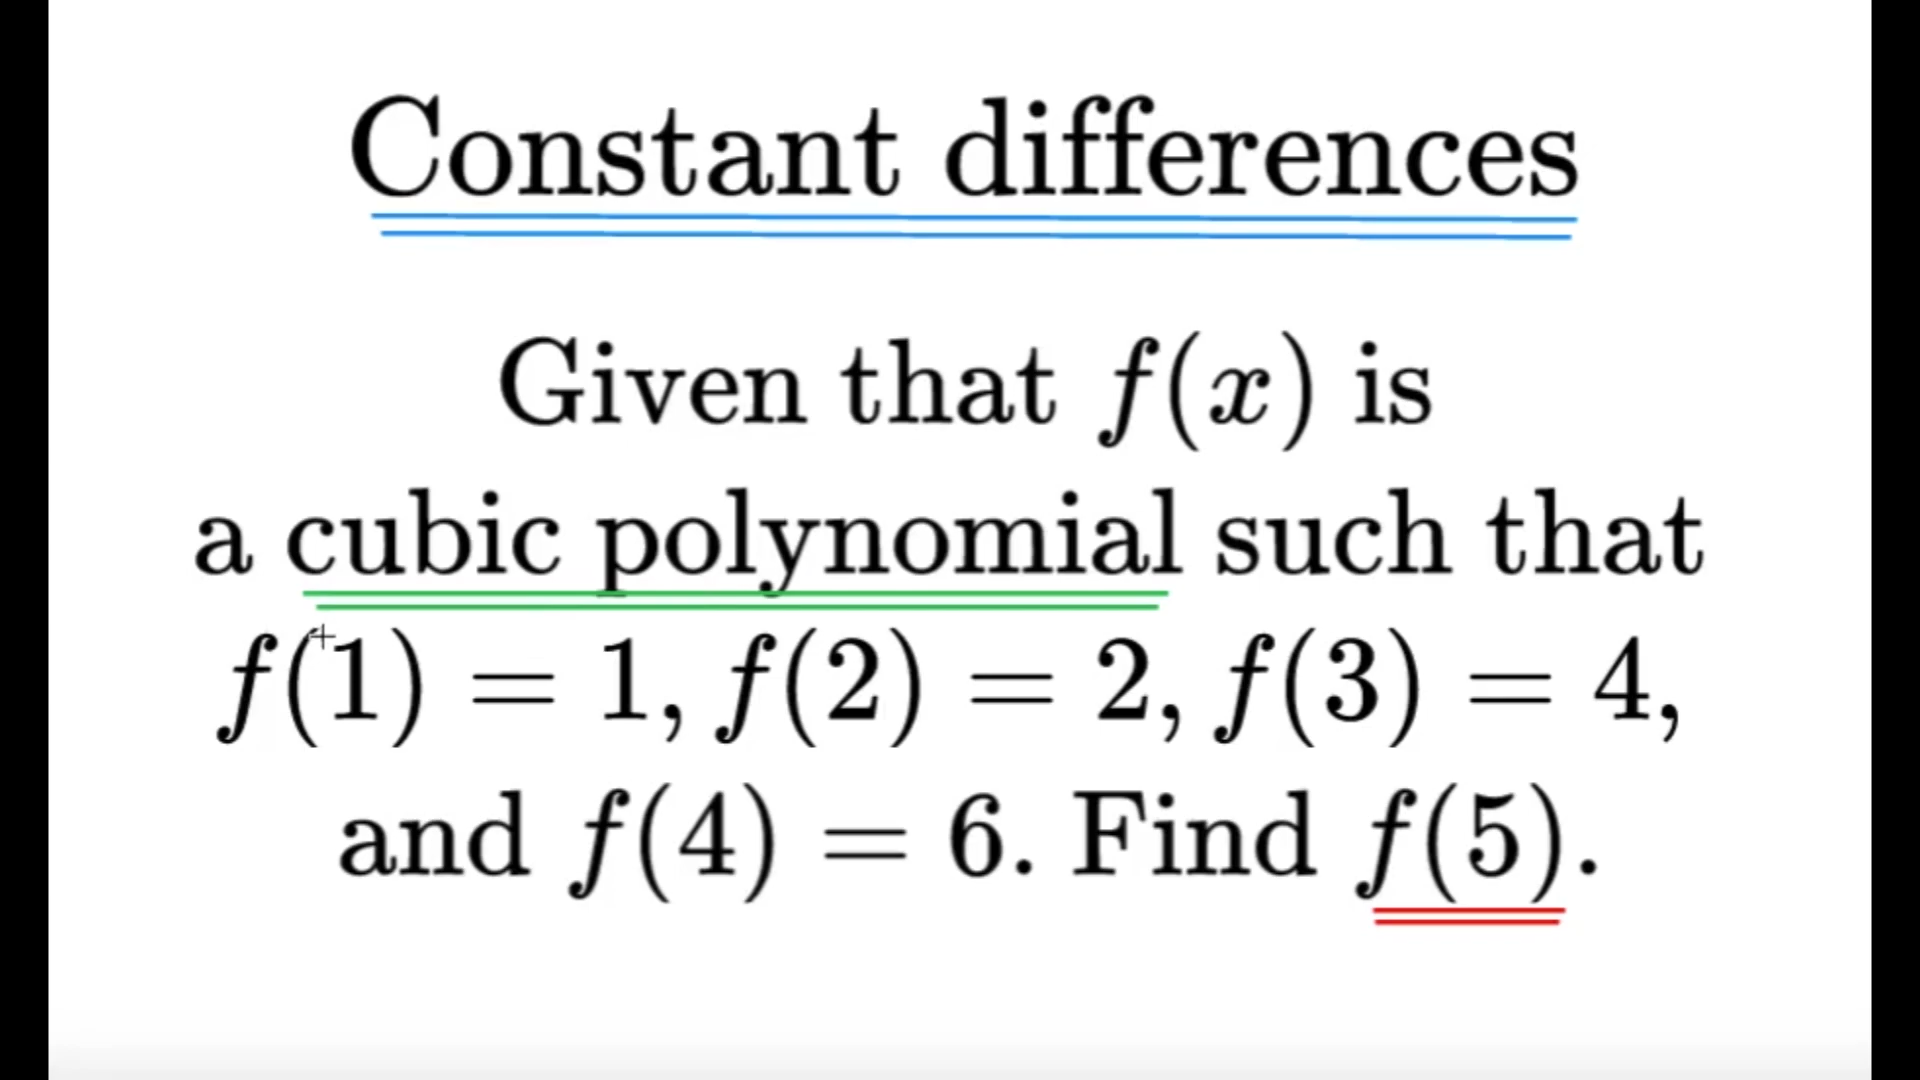 Constant differences
Given that f(x) is
a cubic polynomial such that
f(1) = 1, f(2) = 2, f(3) = 4,
and f(4) = 6. Find f(5).